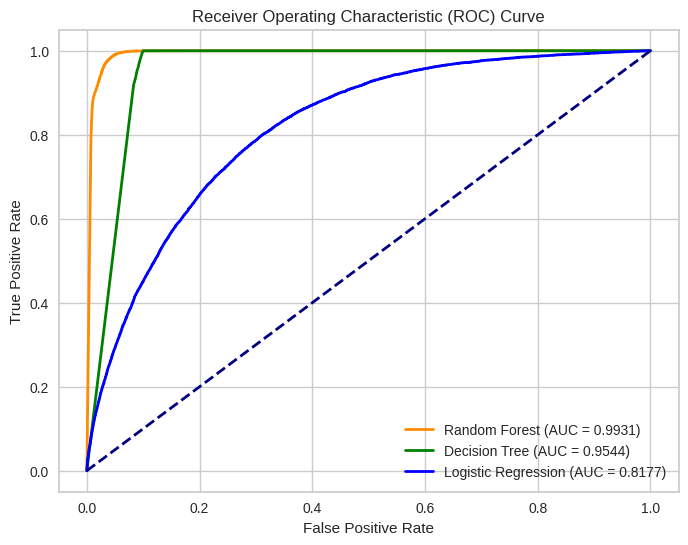 Receiver Operating Characteristic (ROC) Curve
True Positive Rate
1.0
0.8
0.6
0.4
0.2
0.0
Random Forest (AUC = 0.9931)
Decision Tree (AUC = 0.9544)
Logistic Regression (AUC = 0.8177)
0.0 0.2 0.4 0.6 0.8 1.0
False Positive Rate